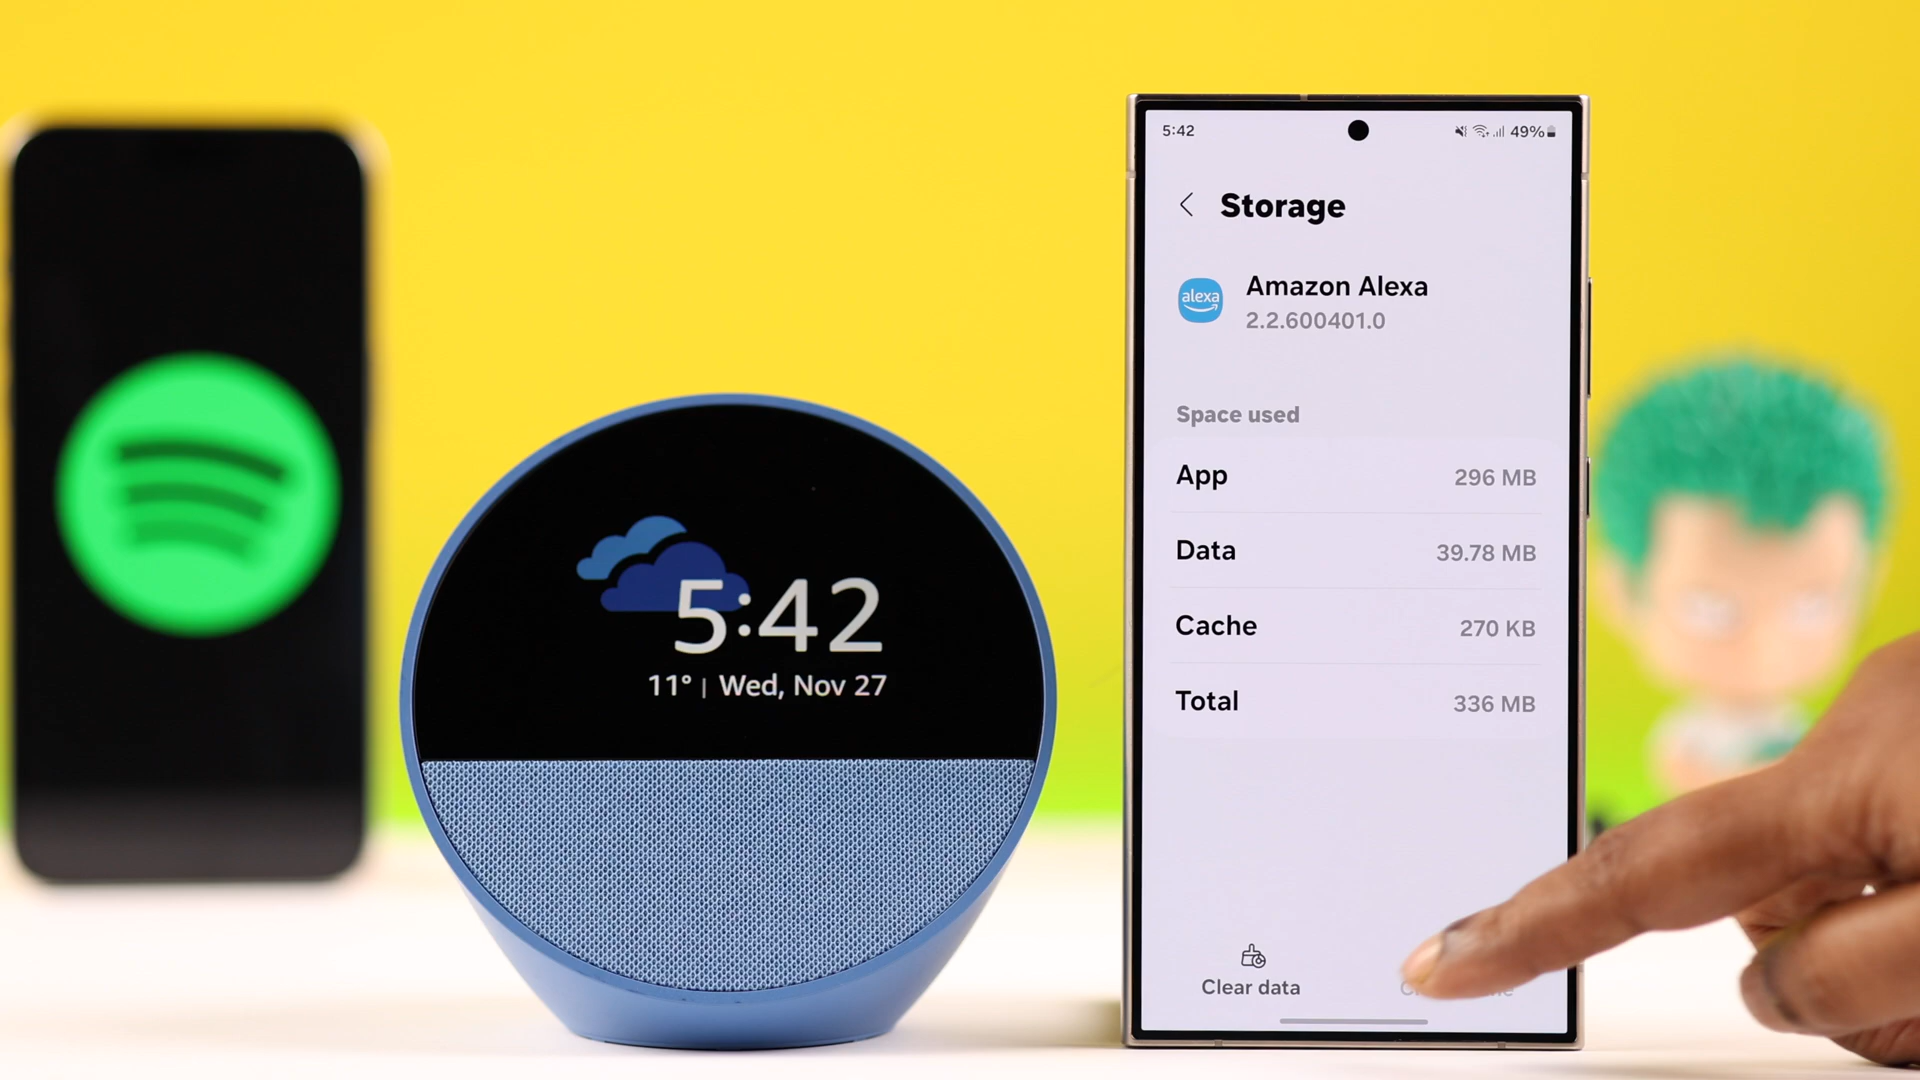 5:42
11° | Wed, Nov 27
5:42
49%
Storage
alexa
Amazon Alexa
2.2.600401.0
Space used
App 296 MB
Data 39.78 MB
Cache 270 KB
Total 336 MB
Clear data